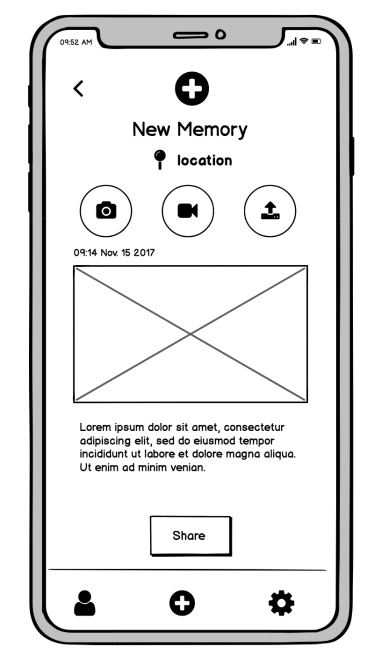 09:52 AM
New Memory
location
09:14 Nov. 15 2017
Lorem ipsum dolor sit amet, consectetur
adipiscing elit, sed do eiusmod tempor
incididunt ut labore et dolore magna aliqua.
Ut enim ad minim venian.
Share